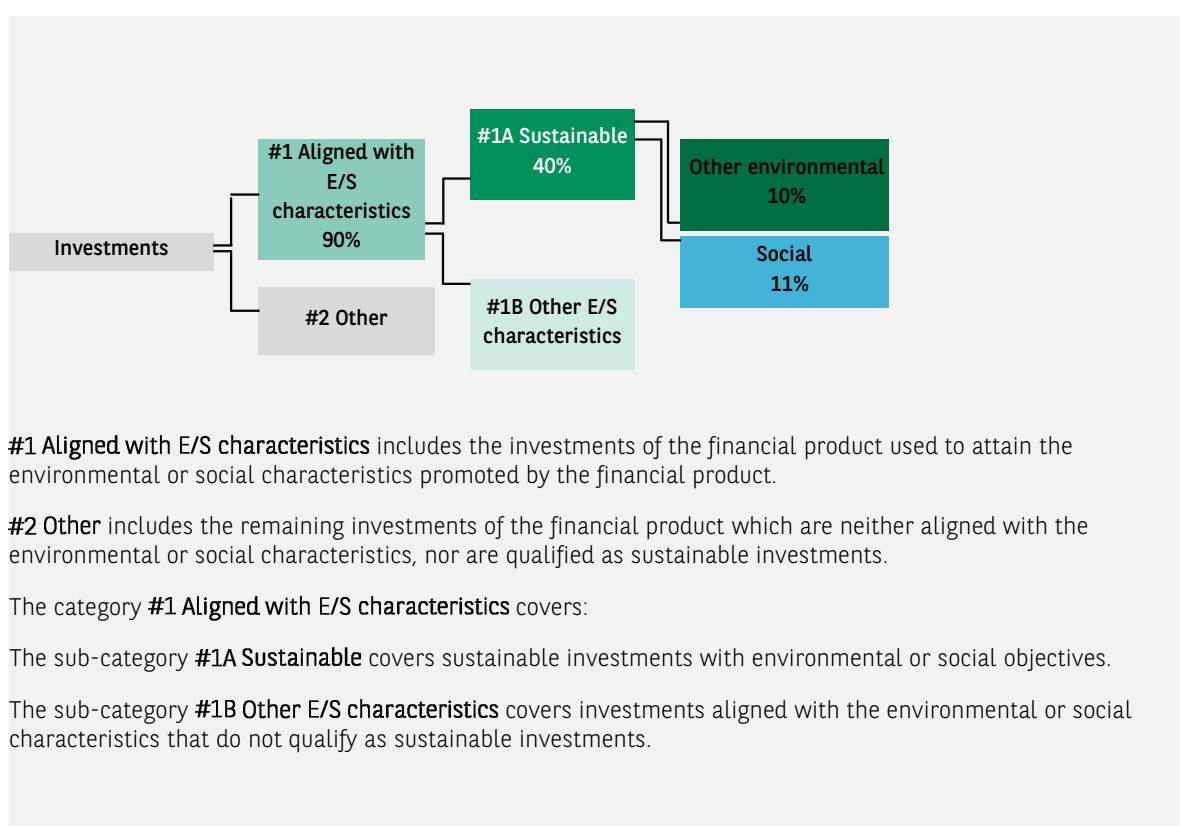 #1 Aligned with
E/S
characteristics
90%
#1A Sustainable
40%
Other environmental
10%
Investments
Social
11%
#2 Other
#1B Other E/S
characteristics
#1 Aligned with E/S characteristics includes the investments of the financial product used to attain the
environmental or social characteristics promoted by the financial product.
#2 Other includes the remaining investments of the financial product which are neither aligned with the
environmental or social characteristics, nor are qualified as sustainable investments.
The category #1 Aligned with E/S characteristics covers:
The sub-category #1A Sustainable covers sustainable investments with environmental or social objectives.
The sub-category #1B Other E/S characteristics covers investments aligned with the environmental or social
characteristics that do not qualify as sustainable investments.